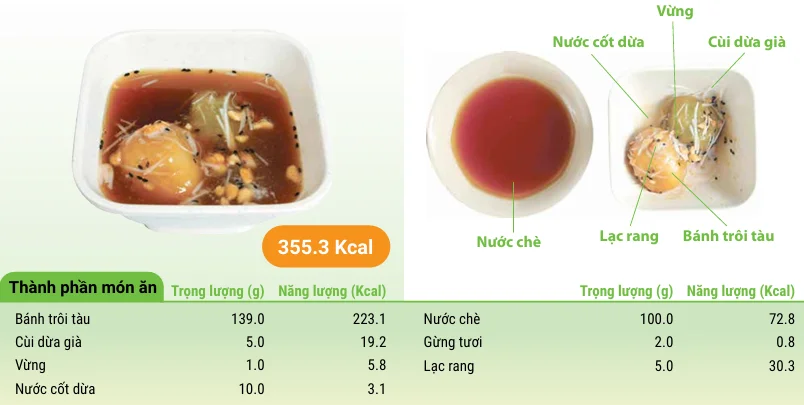 Vừng
Nước cốt dừa
Cùi dừa già
Nước chè
Lạc rang
Bánh trôi tàu
355.3 Kcal
Thành phần món ăn Trọng lượng (g) Năng lượng (Kcal) Trọng lượng (g) Năng lượng (Kcal)
Bánh trôi tàu 139.0 223.1 Nước chè 100.0 72.8
Cùi dừa già 5.0 19.2 Gừng tươi 2.0 0.8
Vừng 1.0 5.8 Lạc rang 5.0 30.3
Nước cốt dừa 10.0 3.1